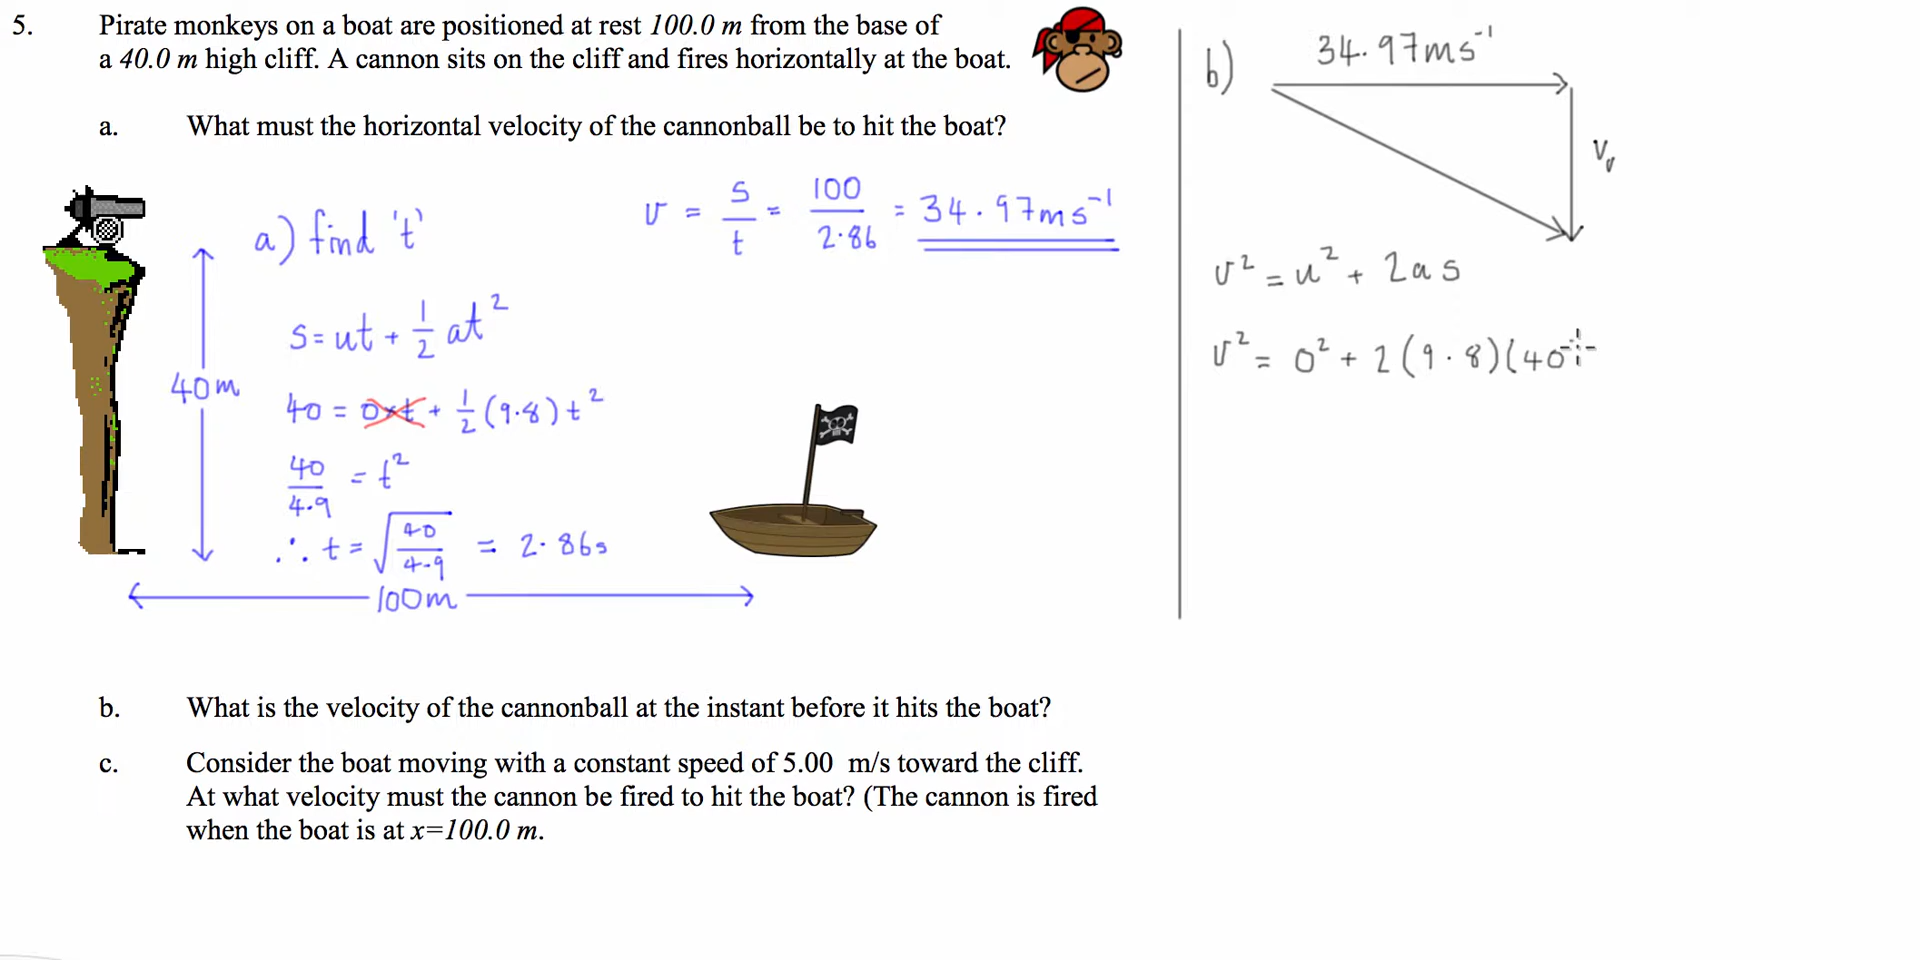 5. Pirate monkeys on a boat are positioned at rest 100.0 m from the base of
a 40.0 m high cliff. A cannon sits on the cliff and fires horizontally at the boat.
a. What must the horizontal velocity of the cannonball be to hit the boat?
a) find 't'
s = ut + 1/2 at²
40 = 0×t + 1/2 (9.8) t²
40/4.9 = t²
∴ t = √(40/4.9) = 2.86s
40m
100m
v = s/t = 100/2.86 = 34.97ms⁻¹
b) 34.97ms⁻¹
Vᵥ
v² = u² + 2as
v² = 0² + 2(9.8)(40
b. What is the velocity of the cannonball at the instant before it hits the boat?
c. Consider the boat moving with a constant speed of 5.00 m/s toward the cliff.
At what velocity must the cannon be fired to hit the boat? (The cannon is fired
when the boat is at x=100.0 m.